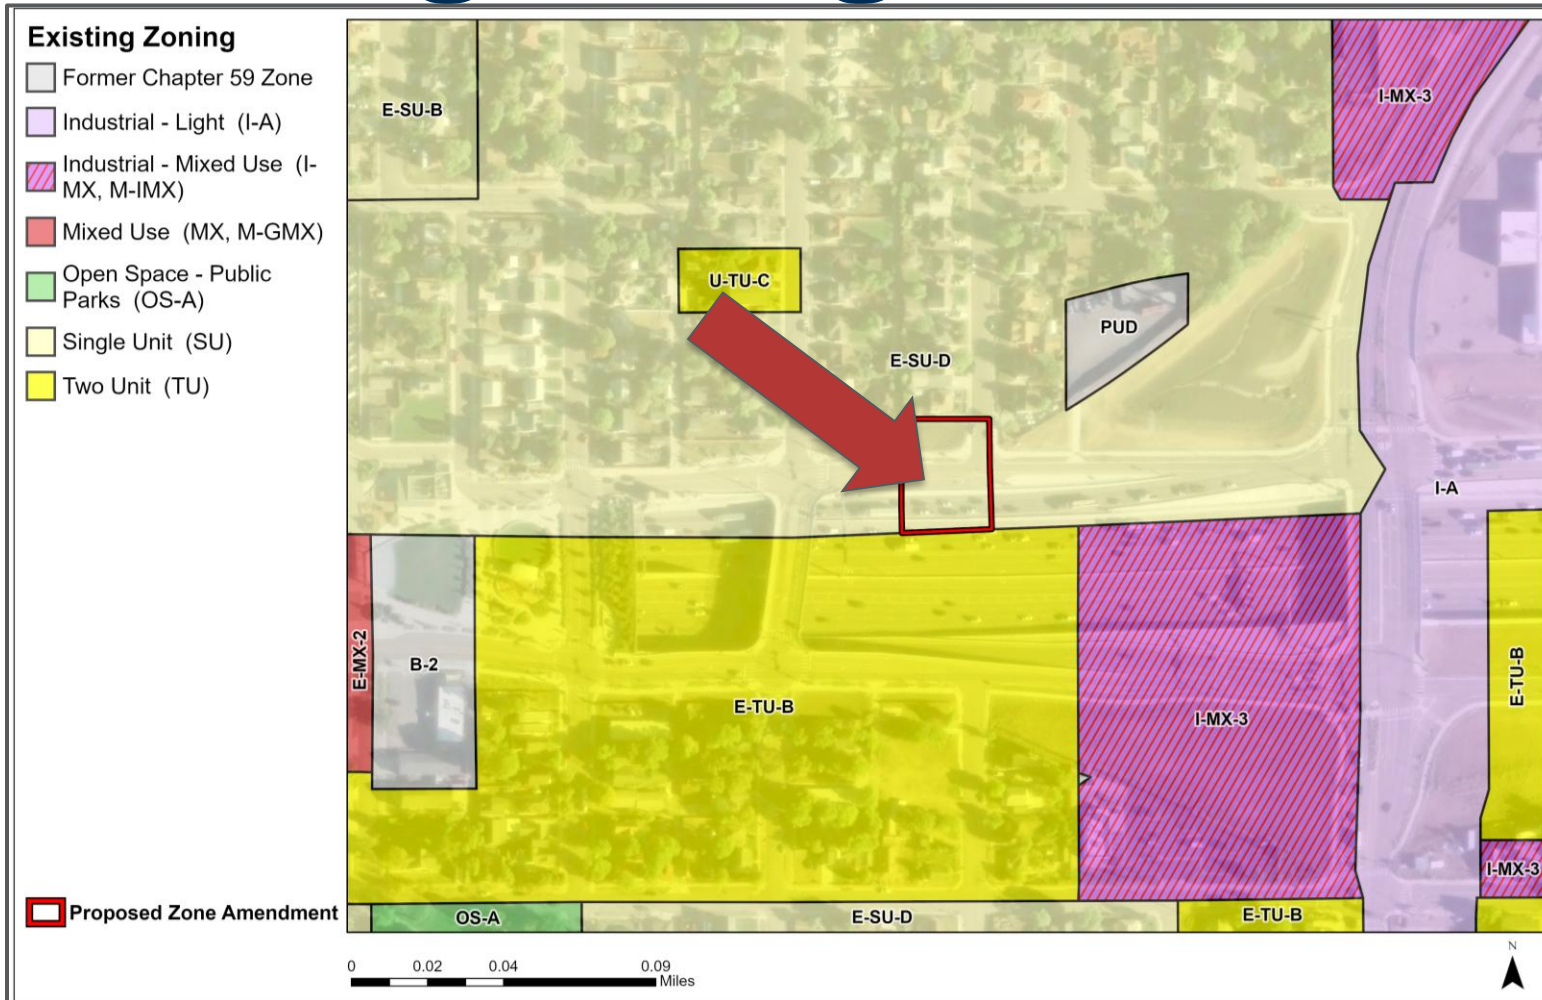 Existing Zoning
Former Chapter 59 Zone
Industrial - Light (I-A)
Industrial - Mixed Use (I-
MX, M-IMX)
Mixed Use (MX, M-GMX)
Open Space - Public
Parks (OS-A)
Single Unit (SU)
Two Unit (TU)
Proposed Zone Amendment
E-SU-B
I-MX-3
U-TU-C
PUD
E-SU-D
I-A
E-MX-2
B-2
E-TU-B
I-MX-3
E-TU-B
I-MX-3
OS-A
E-SU-D
E-TU-B
0 0.02 0.04 0.09
Miles
N